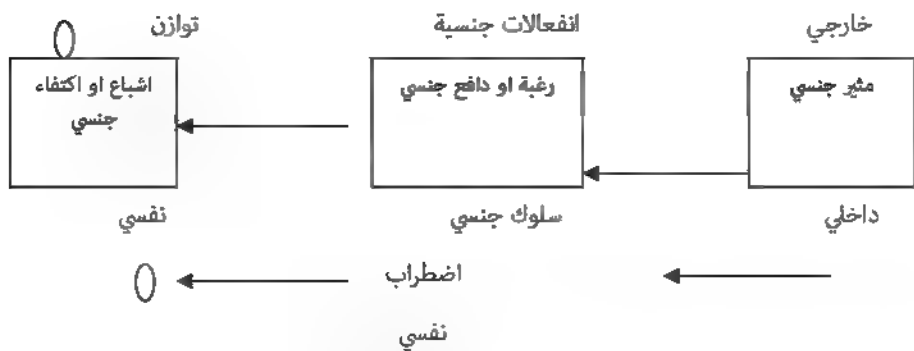 خارجي
انفعالات جنسية
توازن
مثير جنسي
رغبة او دافع جنسي
اشباع او اكتفاء
جنسي
داخلي
سلوك جنسي
نفسي
اضطراب
نفسي